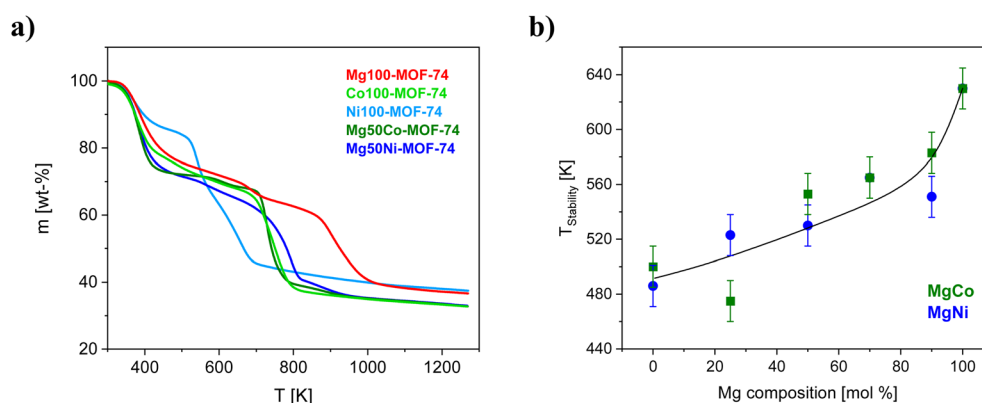 a)
100
80
60
40
20
m [wt-%]
400 600 800 1000 1200
T [K]
Mg100-MOF-74
Co100-MOF-74
Ni100-MOF-74
Mg50Co-MOF-74
Mg50Ni-MOF-74
b)
640
600
560
520
480
440
TStability [K]
0 20 40 60 80 100
Mg composition [mol %]
MgCo
MgNi